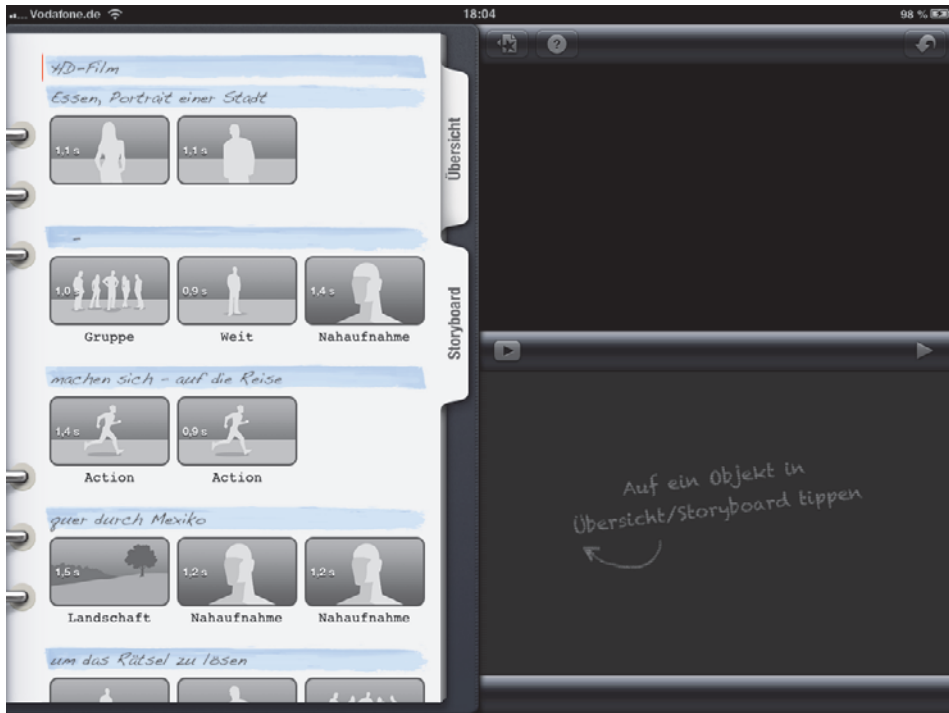 Vodafone.de 18:04 98 %
HD-Film
Essen, Portrait einer Stadt
1,1 s 1,1 s
Übersicht
-
1,0 s 0,9 s 1,4 s
Gruppe Weit Nahaufnahme
Storyboard
machen sich - auf die Reise
1,4 s 0,9 s
Action Action
quer durch Mexiko
1,5 s 1,2 s 1,2 s
Landschaft Nahaufnahme Nahaufnahme
um das Rätsel zu lösen
?
Auf ein Objekt in
Übersicht/Storyboard tippen